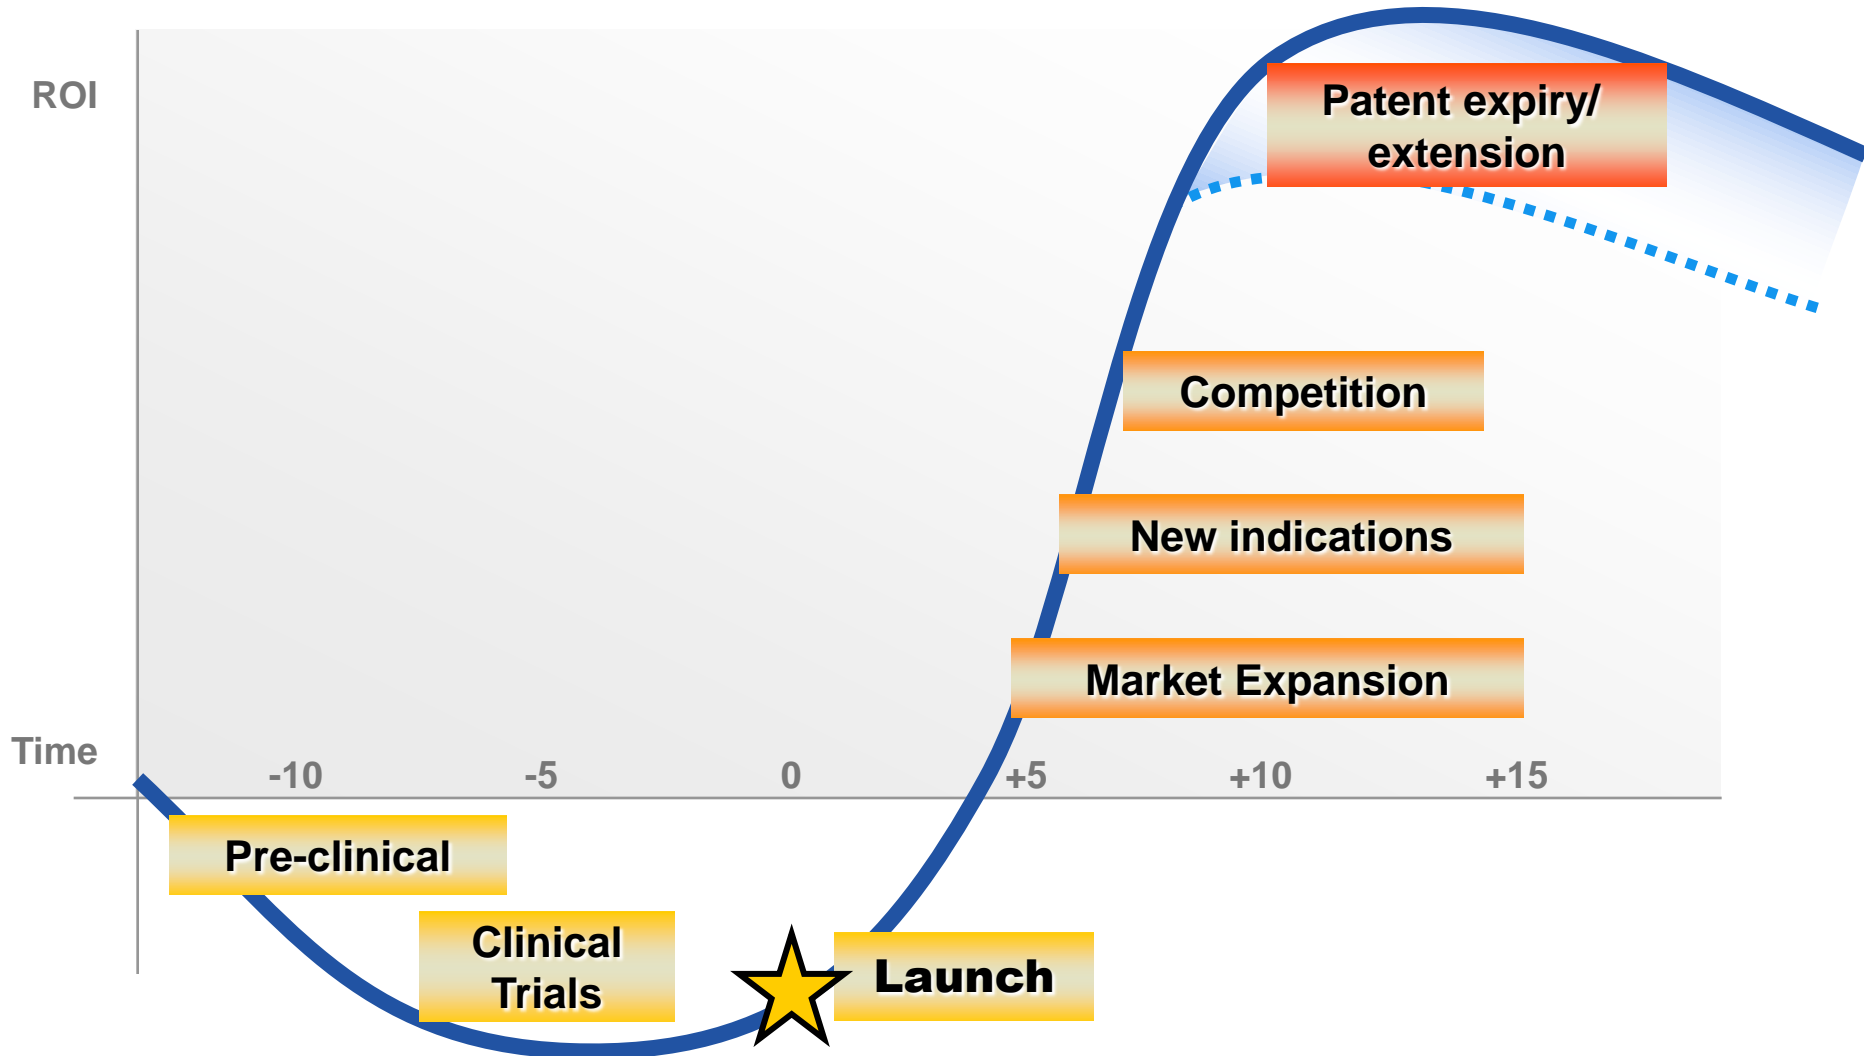 ROI
Patent expiry/
extension
Competition
New indications
Market Expansion
Time
-10 -5 0 +5 +10 +15
Pre-clinical
Clinical
Trials
Launch